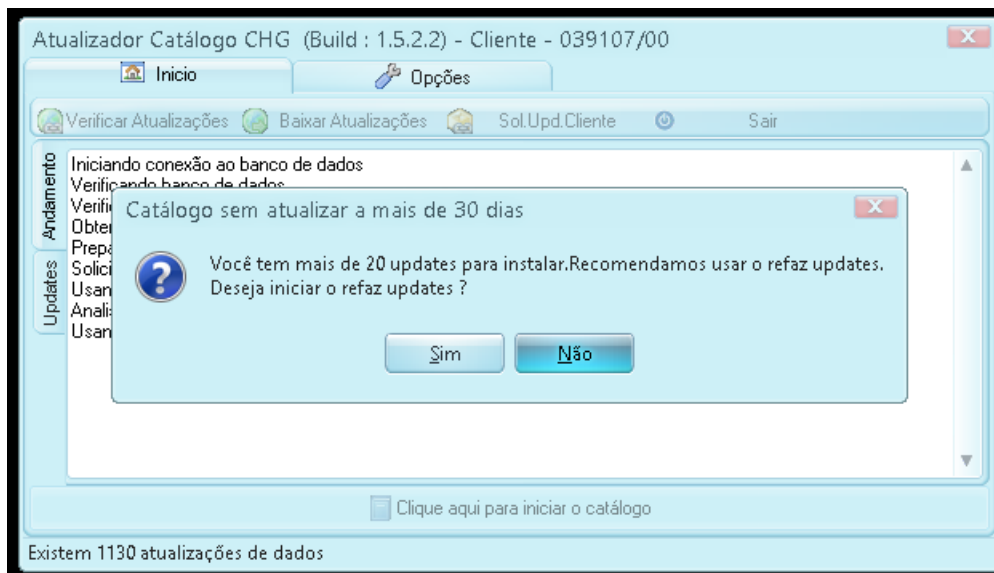 Atualizador Catálogo CHG (Build : 1.5.2.2) - Cliente - 039107/00
Inicio
Opções
Verificar Atualizações
Baixar Atualizações
Sol.Upd.Cliente
Sair
Andamento
Updates
Iniciando conexão ao banco de dados
Verificando banco de dados
Catálogo sem atualizar a mais de 30 dias
Você tem mais de 20 updates para instalar.Recomendamos usar o refaz updates.
Deseja iniciar o refaz updates ?
Sim
Não
Clique aqui para iniciar o catálogo
Existem 1130 atualizações de dados